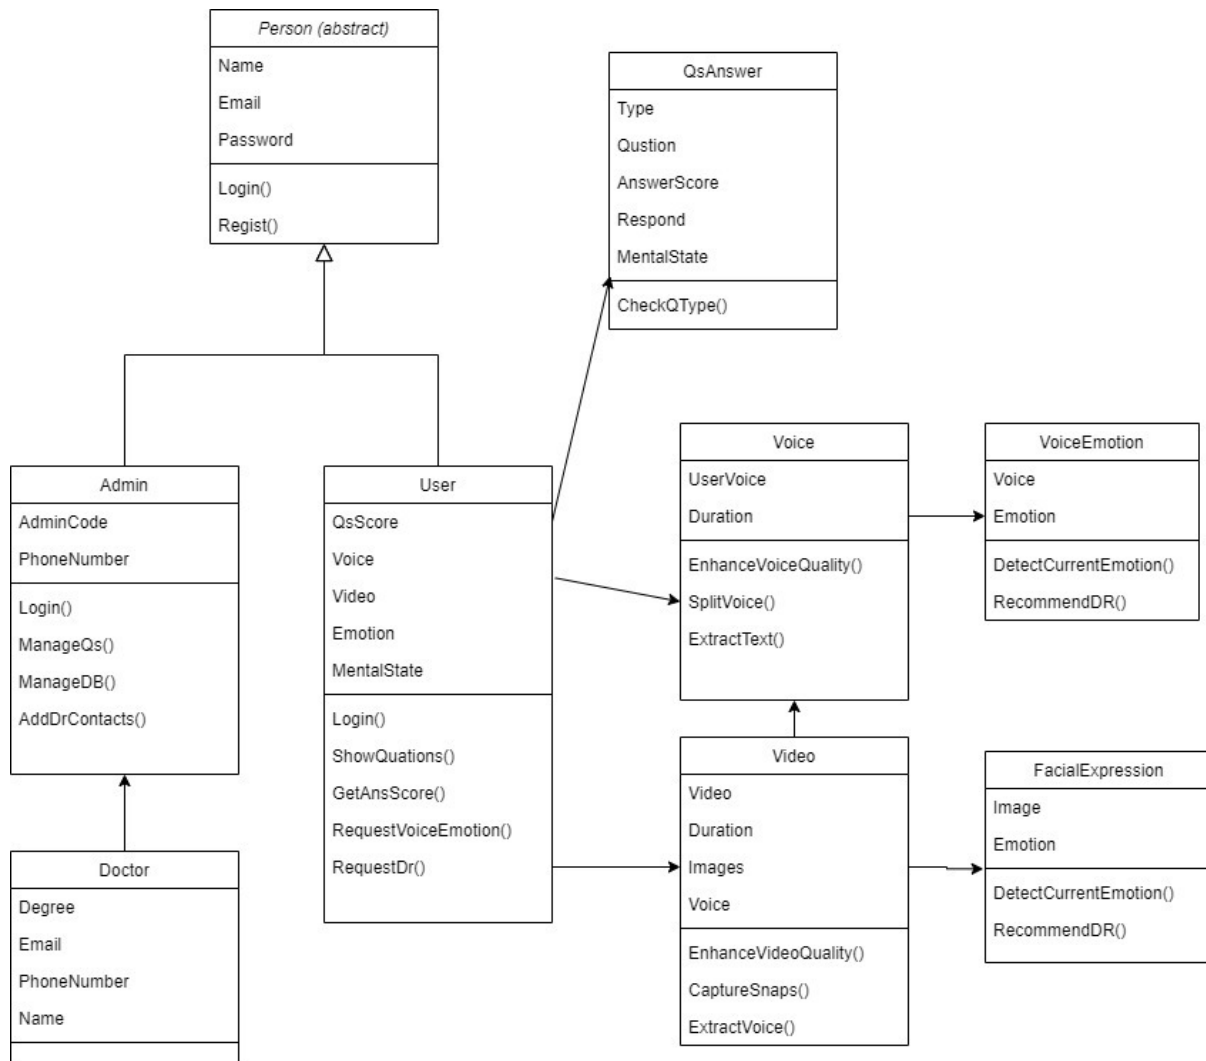 Person (abstract)
Name
Email
Password
Login()
Regist()
QsAnswer
Type
Qustion
AnswerScore
Respond
MentalState
CheckQType()
Admin
AdminCode
PhoneNumber
Login()
ManageQs()
ManageDB()
AddDrContacts()
User
QsScore
Voice
Video
Emotion
MentalState
Login()
ShowQuations()
GetAnsScore()
RequestVoiceEmotion()
RequestDr()
Voice
UserVoice
Duration
EnhanceVoiceQuality()
SplitVoice()
ExtractText()
VoiceEmotion
Voice
Emotion
DetectCurrentEmotion()
RecommendDR()
Doctor
Degree
Email
PhoneNumber
Name
Video
Video
Duration
Images
Voice
EnhanceVideoQuality()
CaptureSnaps()
ExtractVoice()
FacialExpression
Image
Emotion
DetectCurrentEmotion()
RecommendDR()